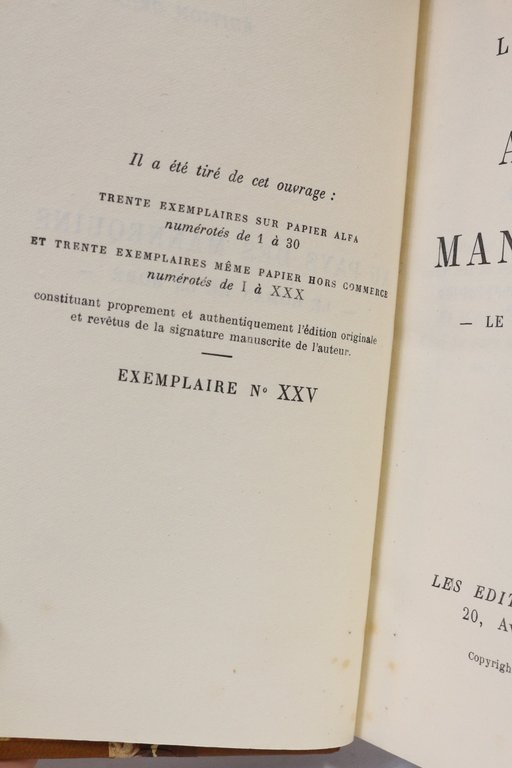 Il a été tiré de cet ouvrage :
TRENTE EXEMPLAIRES SUR PAPIER ALFA
numérotés de 1 à 30
ET TRENTE EXEMPLAIRES MÊME PAPIER HORS COMMERCE
numérotés de I à XXX
constituant proprement et authentiquement l'édition originale
et revêtus de la signature manuscrite de l'auteur.
EXEMPLAIRE No XXV
L
A
MAN
— LE
LES EDIT
20, Av
Copyrigh